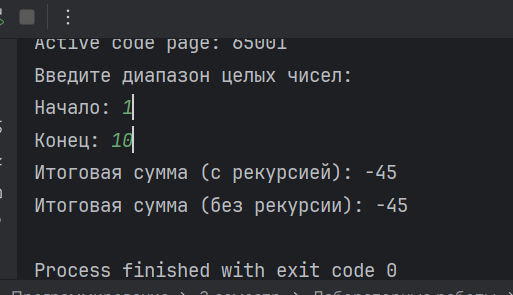 Active code page: 65001
Введите диапазон целых чисел:
Начало: 1
Конец: 10
Итоговая сумма (с рекурсией): -45
Итоговая сумма (без рекурсии): -45
Process finished with exit code 0